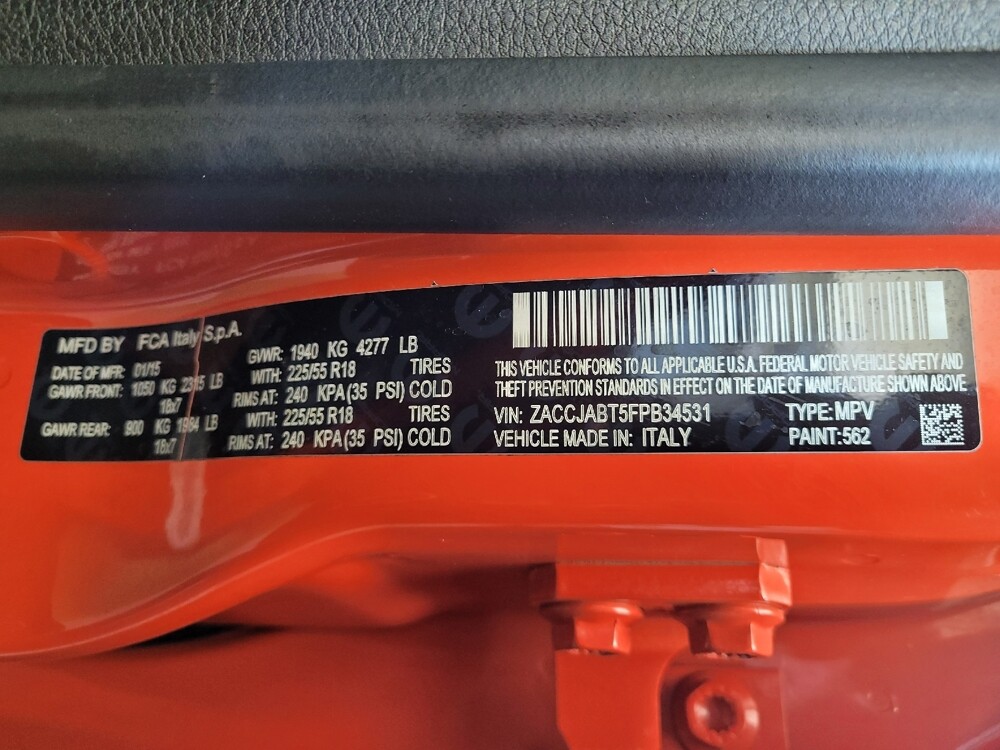 MFD BY FCA Italy S.p.A.
DATE OF MFR: 01/15
GAWR FRONT: 1050 KG 2315 LB
18x7
GAWR REAR: 900 KG 1984 LB
18x7
GVWR: 1940 KG 4277 LB
WITH: 225/55 R18 TIRES
RIMS AT: 240 KPA(35 PSI) COLD
WITH: 225/55 R18 TIRES
RIMS AT: 240 KPA(35 PSI) COLD
THIS VEHICLE CONFORMS TO ALL APPLICABLE U.S.A. FEDERAL MOTOR VEHICLE SAFETY AND
THEFT PREVENTION STANDARDS IN EFFECT ON THE DATE OF MANUFACTURE SHOWN ABOVE
VIN: ZACCJABT5FPB34531 TYPE: MPV
VEHICLE MADE IN: ITALY PAINT: 562